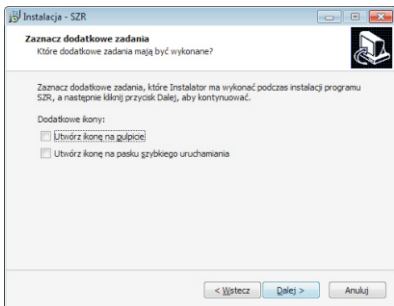 Instalacja - SZR
Zaznacz dodatkowe zadania
Które dodatkowe zadania mają być wykonane?
Zaznacz dodatkowe zadania, które Instalator ma wykonać podczas instalacji programu
SZR, a następnie kliknij przycisk Dalej, aby kontynuować.
Dodatkowe ikony:
Utwórz ikonę na pulpicie
Utwórz ikonę na pasku szybkiego uruchamiania
< Wstecz
Dalej >
Anuluj